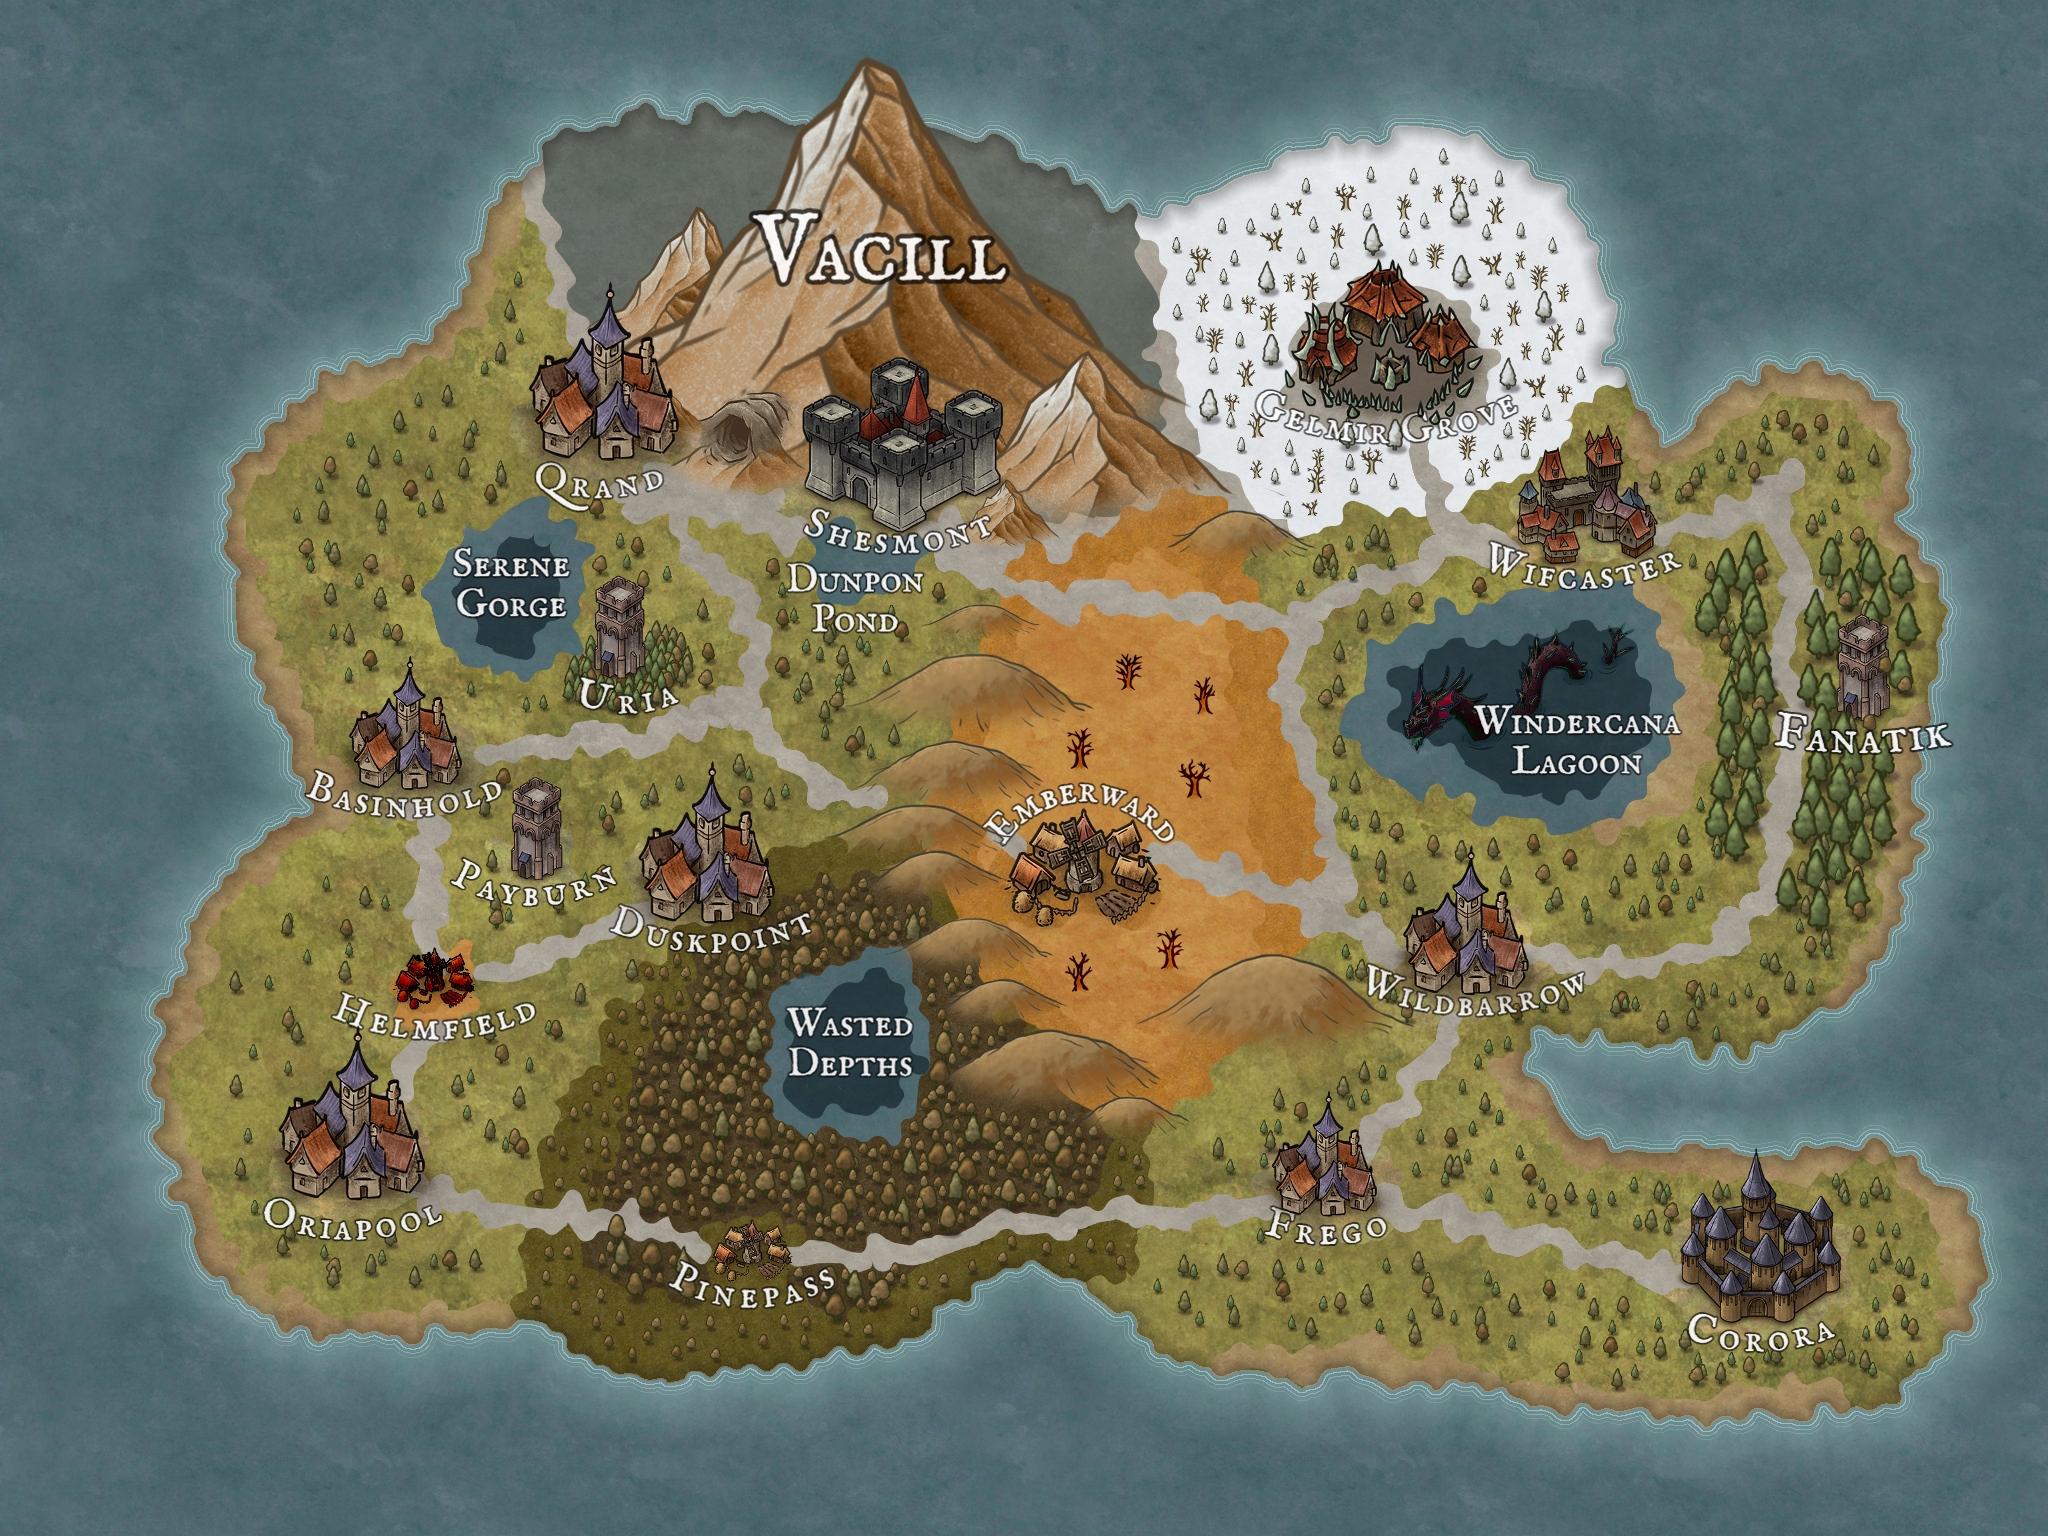 Vacill
Gelmir Grove
Qrand
Shesmont
Wifcaster
Serene
Gorge
Dunpon
Pond
Uria
Windercana
Lagoon
Fanatik
Basinhold
Emberward
Payburn
Duskpoint
Wildbarrow
Helmfield
Wasted
Depths
Oriapool
Frego
Pinepass
Corora